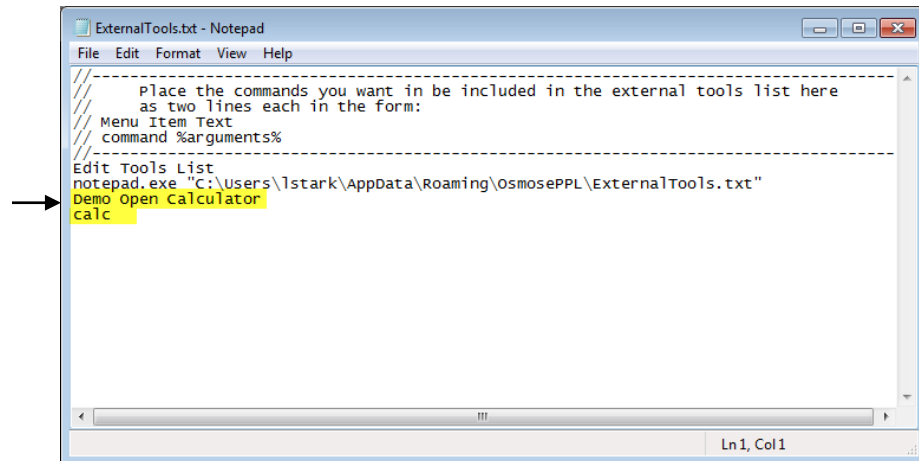 ExternalTools.txt - Notepad
File Edit Format View Help
//--------------------------------------------------------------------------------
// Place the commands you want in be included in the external tools list here
// as two lines each in the form:
// Menu Item Text
// command %arguments%
//--------------------------------------------------------------------------------
Edit Tools List
notepad.exe "C:\Users\lstark\AppData\Roaming\OsmosePPL\ExternalTools.txt"
Demo Open Calculator
calc
Ln 1, Col 1